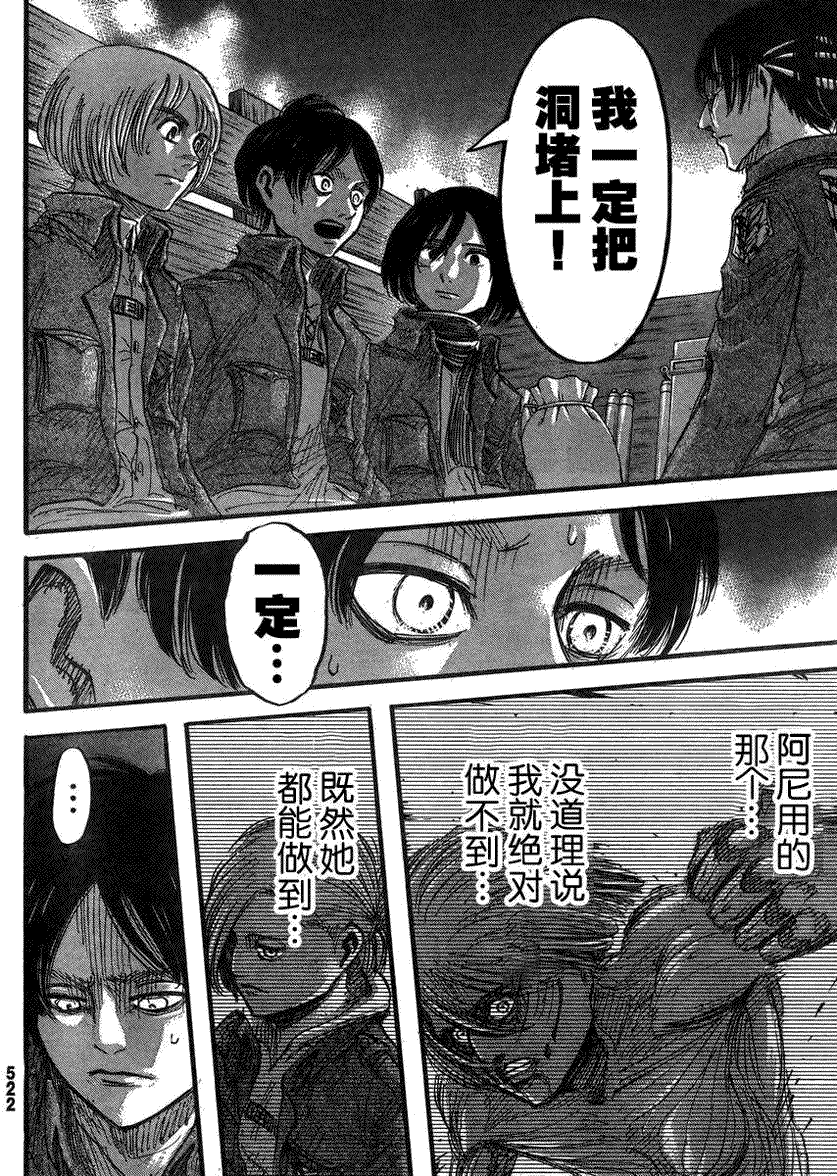 我一定把
洞堵上！
一定…
阿尼用的
那个…
没道理说
我就绝对
做不到…
既然她
都能做到…
…
522